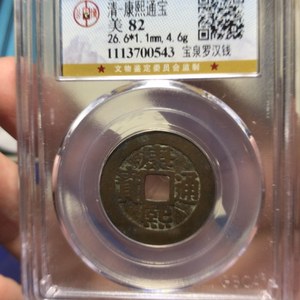 清-康熙通宝
美 82
26.6*1.1mm, 4.6g
1113700543 宝泉罗汉钱
★ 文物鉴定委员会监制 ★
康熙通寶